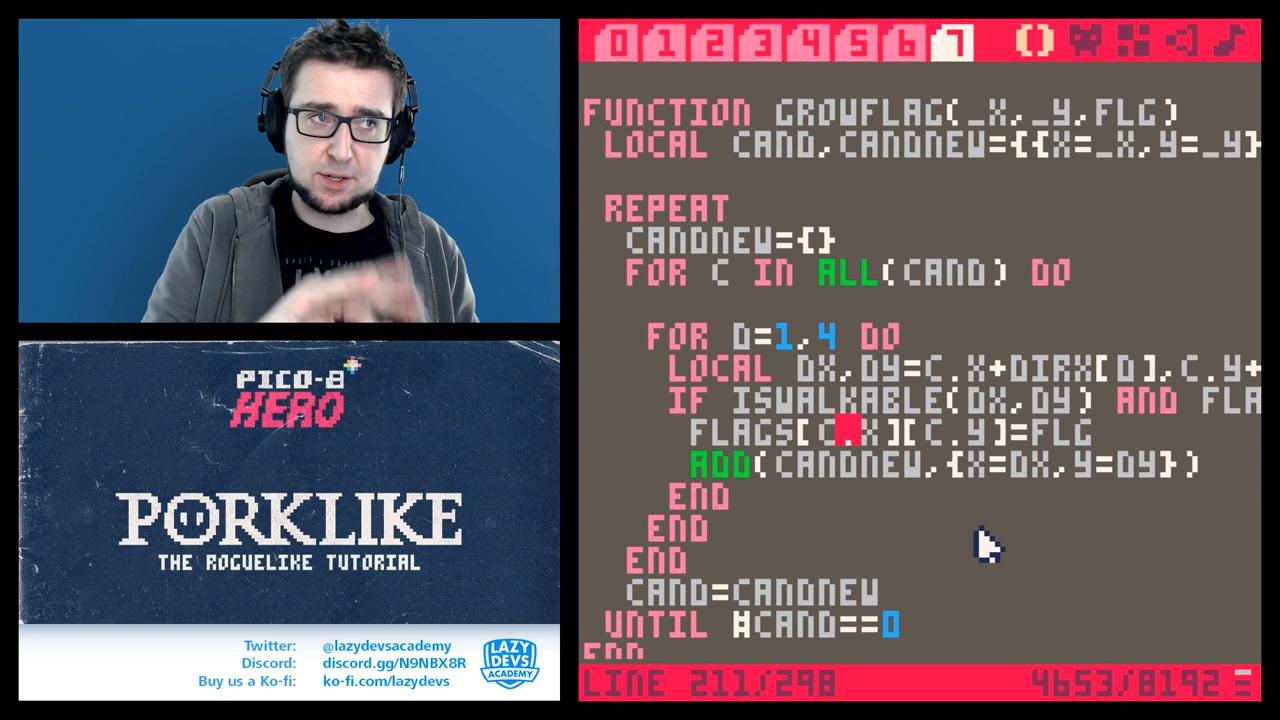 0 1 2 3 4 5 6 7
FUNCTION GROWFLAG(_X,_Y,FLG)
LOCAL CAND,CANDNEW={{X=_X,Y=_Y}
REPEAT
CANDNEW={}
FOR C IN ALL(CAND) DO
FOR D=1,4 DO
LOCAL DX,DY=C.X+DIRX[D],C.Y+
IF ISWALKABLE(DX,DY) AND FLA
FLAGS[C.X][C.Y]=FLG
ADD(CANDNEW,{X=DX,Y=DY})
END
END
END
CAND=CANDNEW
UNTIL #CAND==0
END
LINE 211/298 4653/8192
PICO-8
HERO
PORKLIKE
THE ROGUELIKE TUTORIAL
Twitter: @lazydevsacademy
Discord: discord.gg/N9NBX8R
Buy us a Ko-fi: ko-fi.com/lazydevs
LAZY
DEVS
ACADEMY